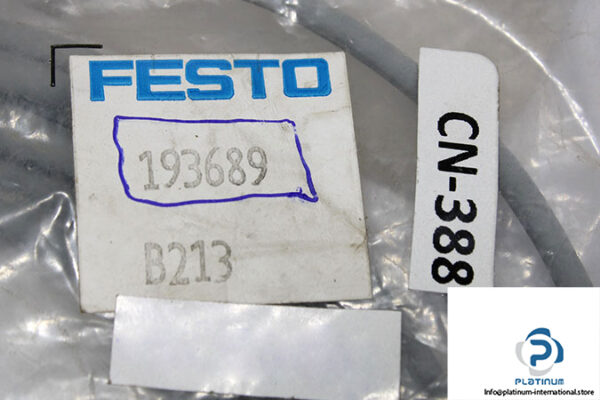 FESTO
193689
B213
CN-388
PLATINUM
info@platinum-international.store